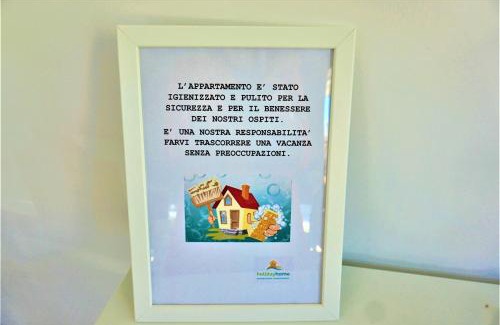 L'APPARTAMENTO E' STATO
IGIENIZZATO E PULITO PER LA
SICUREZZA E PER IL BENESSERE
DEI NOSTRI OSPITI.
E' UNA NOSTRA RESPONSABILITA'
FARVI TRASCORRERE UNA VACANZA
SENZA PREOCCUPAZIONI.
holidayhome